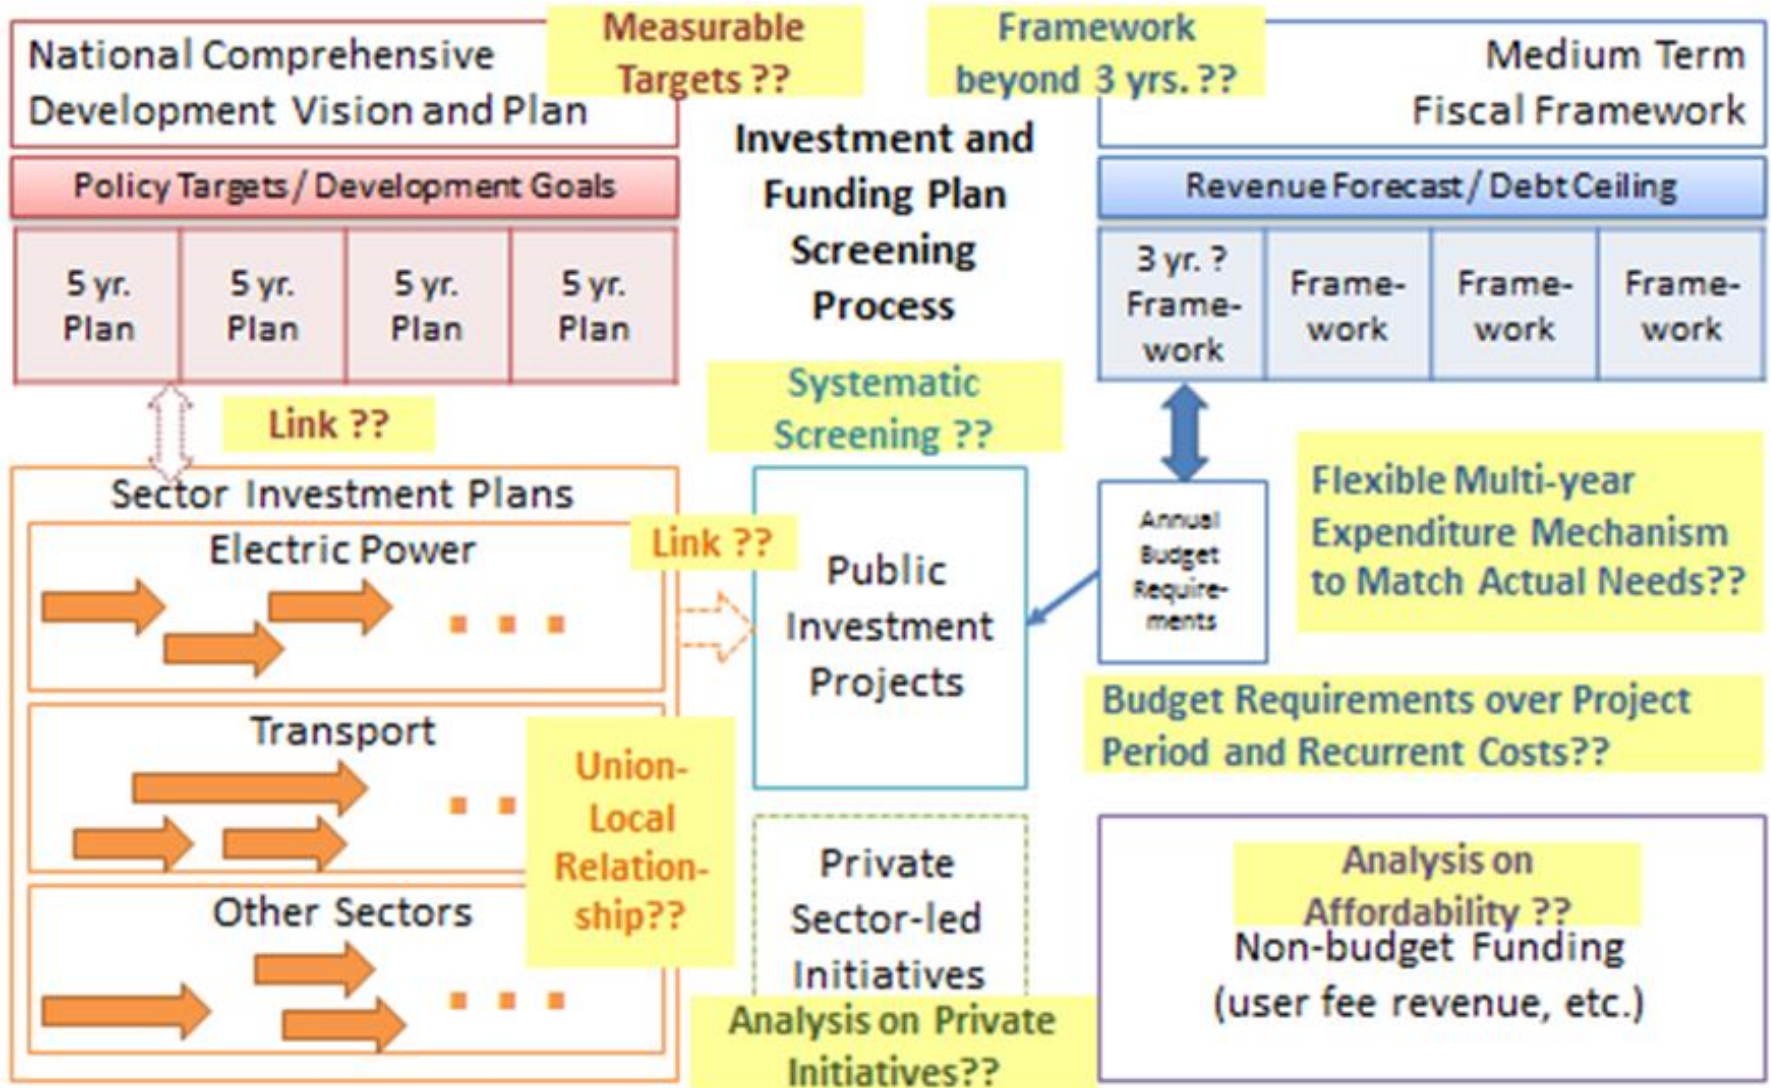 National Comprehensive
Development Vision and Plan
Measurable
Targets ??
Policy Targets / Development Goals
5 yr.
Plan
5 yr.
Plan
5 yr.
Plan
5 yr.
Plan
Link ??
Framework
beyond 3 yrs. ??
Investment and
Funding Plan
Screening
Process
Medium Term
Fiscal Framework
Revenue Forecast / Debt Ceiling
3 yr. ?
Frame-
work
Frame-
work
Frame-
work
Frame-
work
Systematic
Screening ??
Sector Investment Plans
Electric Power
Link ??
Transport
Union-
Local
Relation-
ship??
Other Sectors
Public
Investment
Projects
Annual
Budget
Require-
ments
Flexible Multi-year
Expenditure Mechanism
to Match Actual Needs??
Budget Requirements over Project
Period and Recurrent Costs??
Private
Sector-led
Initiatives
Analysis on Private
Initiatives??
Analysis on
Affordability ??
Non-budget Funding
(user fee revenue, etc.)